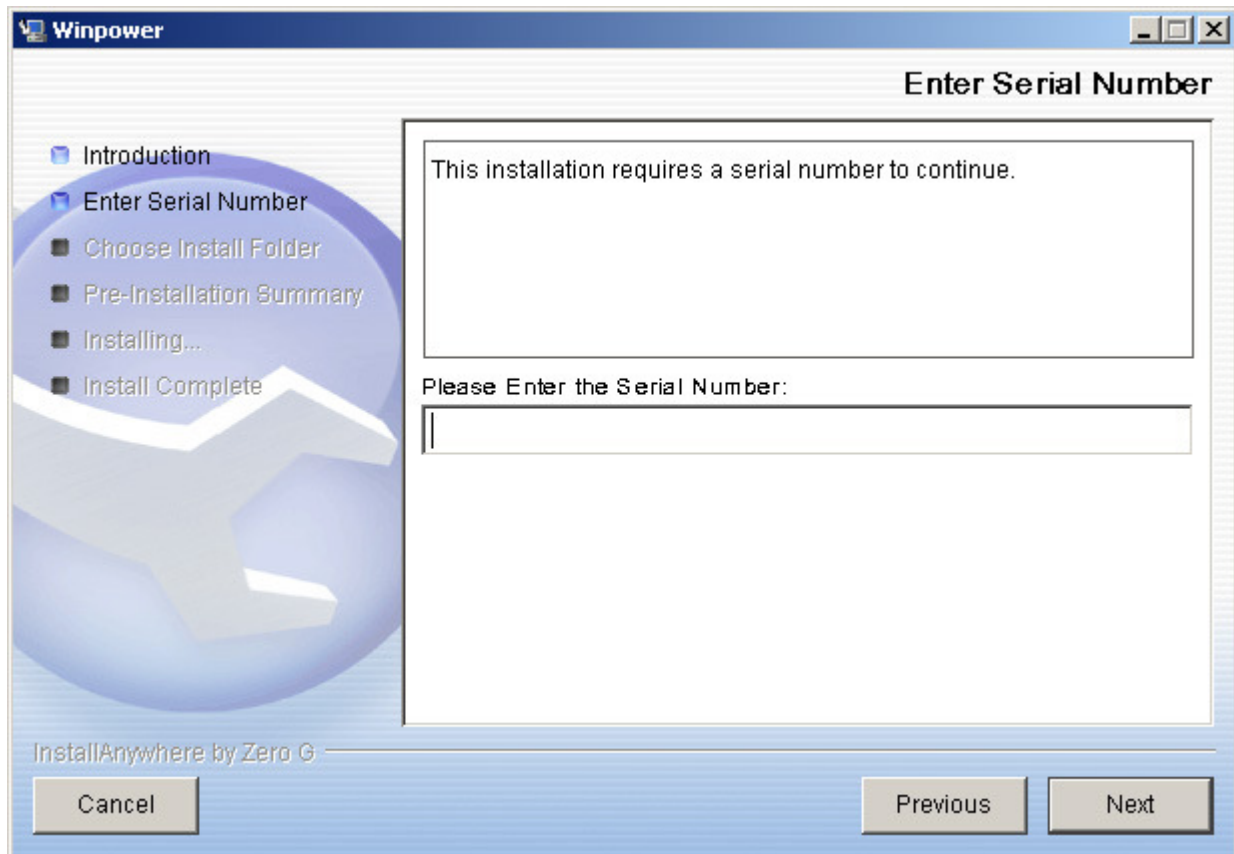 Winpower
Enter Serial Number
Introduction
Enter Serial Number
Choose Install Folder
Pre-Installation Summary
Installing...
Install Complete
This installation requires a serial number to continue.
Please Enter the Serial Number:
InstallAnywhere by Zero G
Cancel
Previous
Next